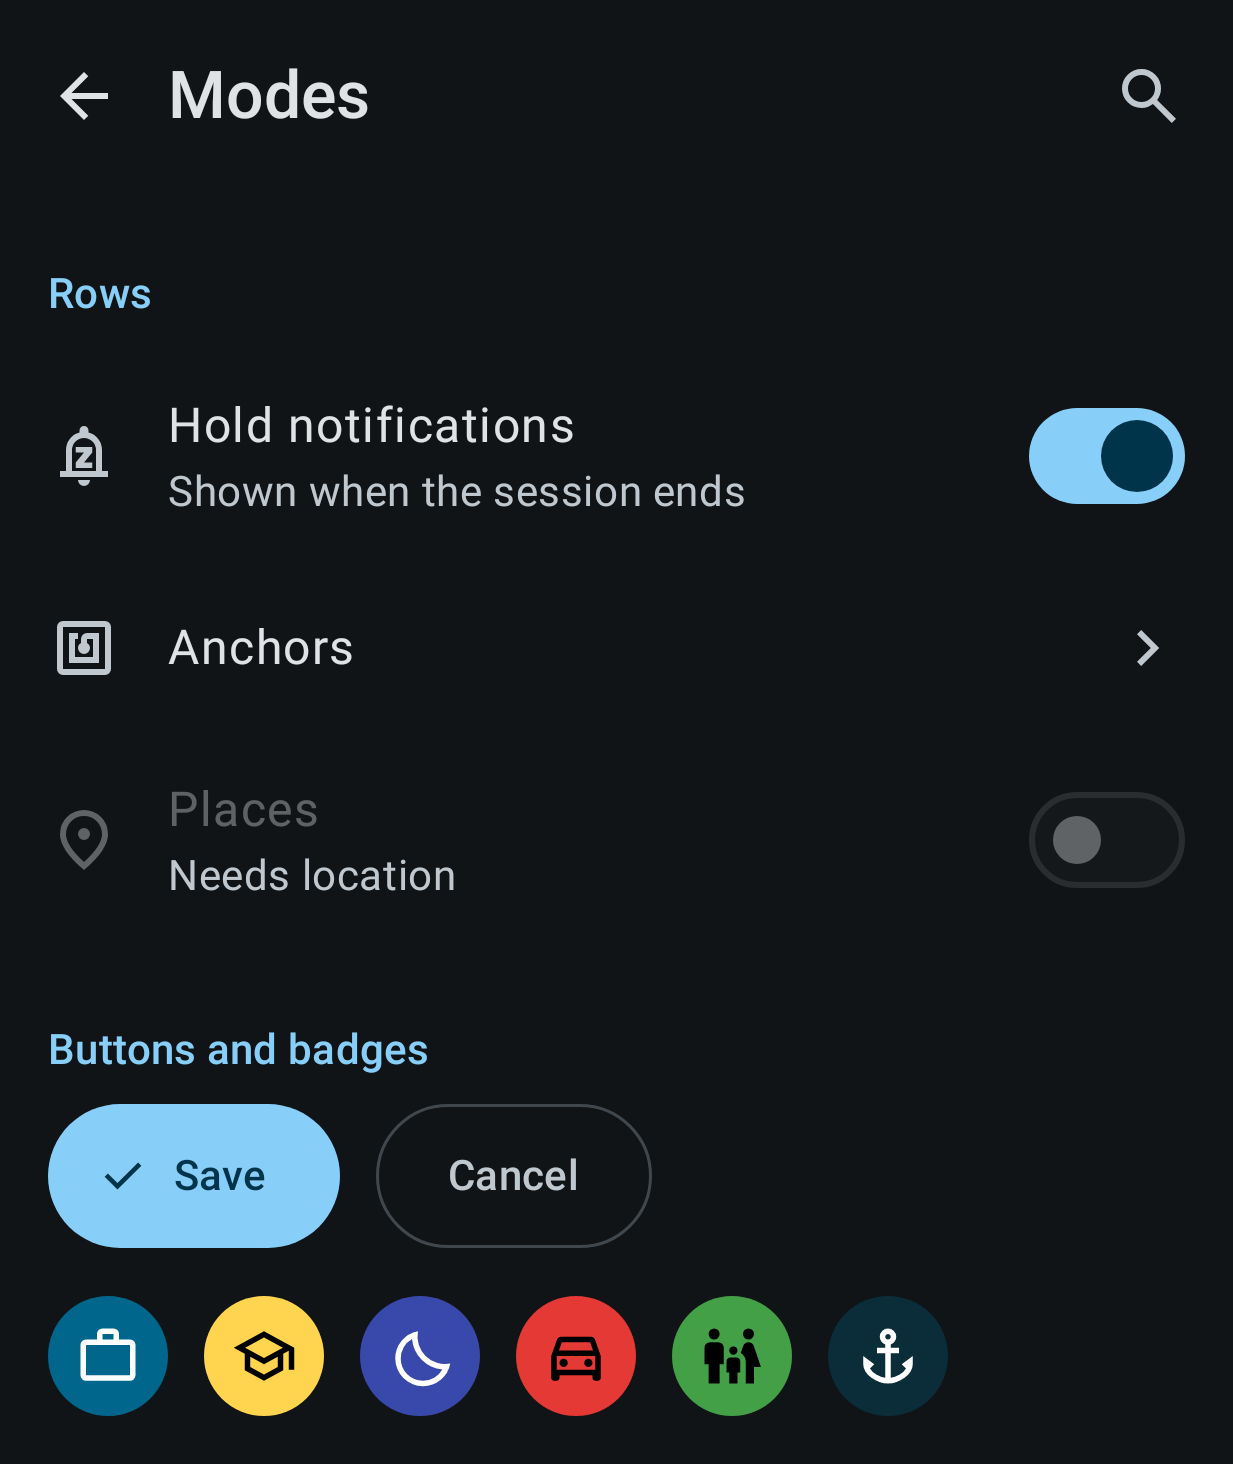 Modes
Rows
Hold notifications
Shown when the session ends
Anchors
Places
Needs location
Buttons and badges
Save
Cancel